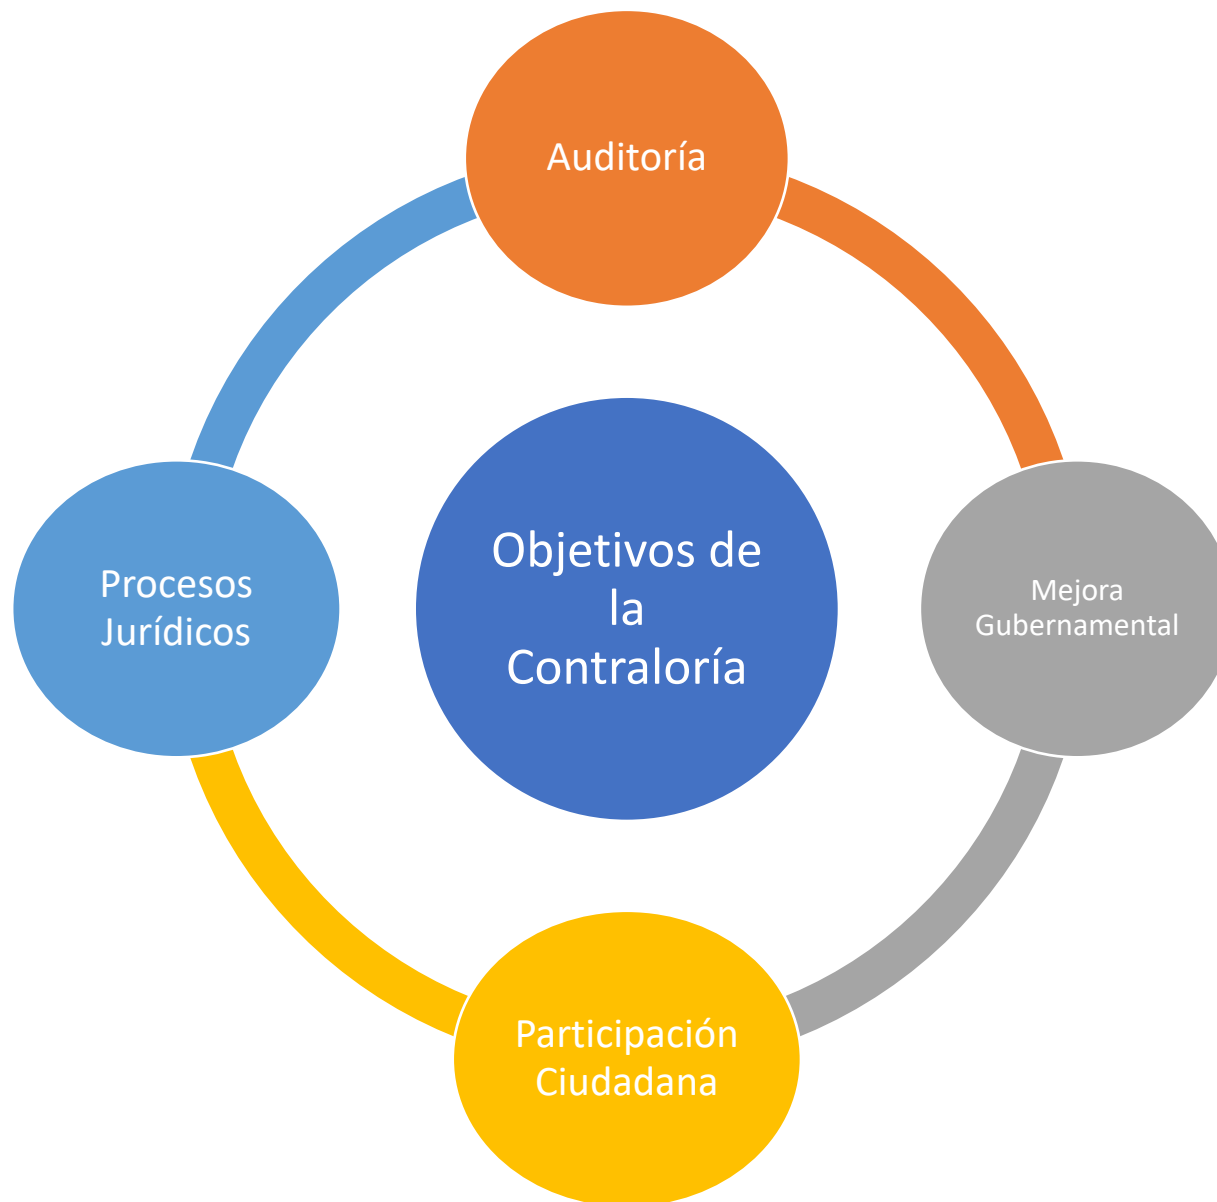 Auditoría
Procesos
Jurídicos
Objetivos de
la
Contraloría
Mejora
Gubernamental
Participación
Ciudadana